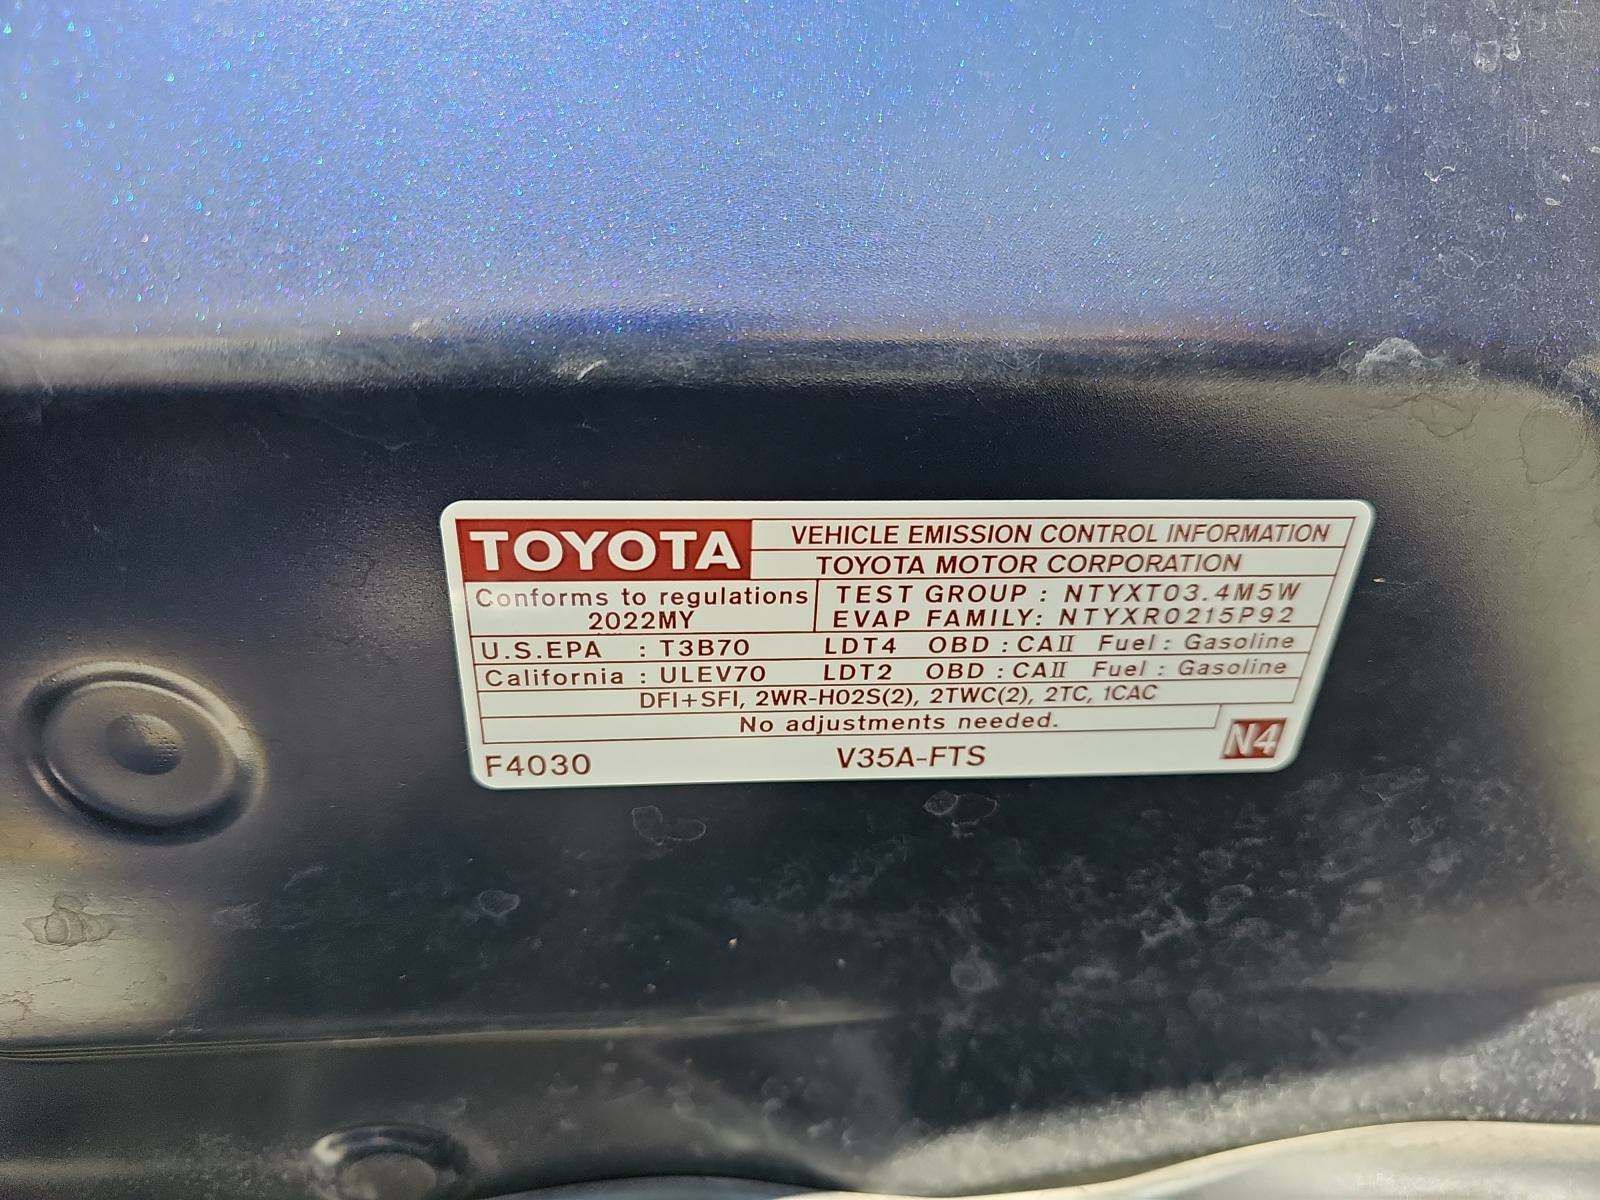 TOYOTA
VEHICLE EMISSION CONTROL INFORMATION
TOYOTA MOTOR CORPORATION
Conforms to regulations
2022MY
TEST GROUP : NTYXT03.4M5W
EVAP FAMILY: NTYXR0215P92
U.S.EPA : T3B70 LDT4 OBD : CAII Fuel : Gasoline
California : ULEV70 LDT2 OBD : CAII Fuel : Gasoline
DFI+SFI, 2WR-HO2S(2), 2TWC(2), 2TC, 1CAC
No adjustments needed.
F4030 V35A-FTS N4